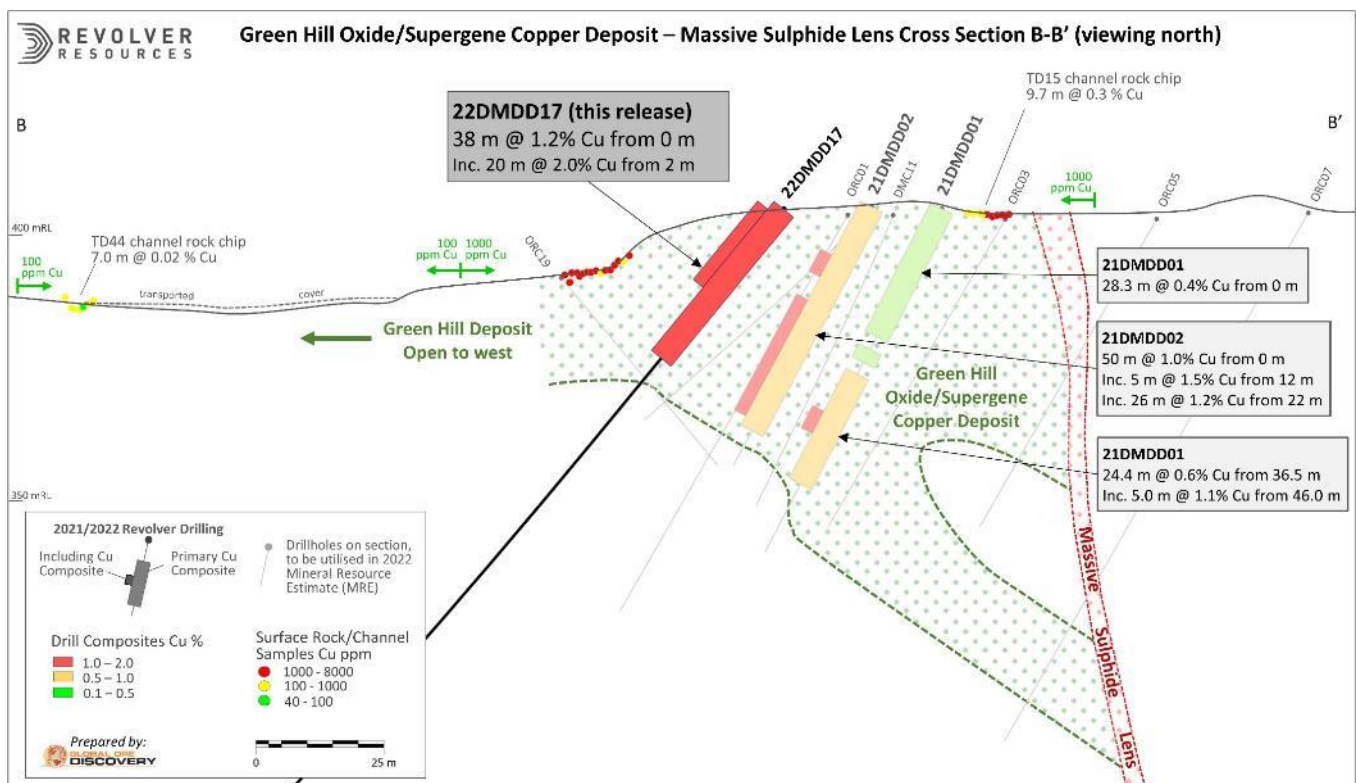 REVOLVER
RESOURCES
Green Hill Oxide/Supergene Copper Deposit – Massive Sulphide Lens Cross Section B-B' (viewing north)
B
B'
22DMDD17 (this release)
38 m @ 1.2% Cu from 0 m
Inc. 20 m @ 2.0% Cu from 2 m
22DMDD17
ORC01
21DMDD02
DMC11
21DMDD01
ORC03
TD15 channel rock chip
9.7 m @ 0.3 % Cu
1000
ppm Cu
ORC05
ORC07
400 mRL
TD44 channel rock chip
7.0 m @ 0.02 % Cu
100
ppm Cu
transported
cover
100
ppm Cu
1000
ppm Cu
ORC19
Green Hill Deposit
Open to west
21DMDD01
28.3 m @ 0.4% Cu from 0 m
21DMDD02
50 m @ 1.0% Cu from 0 m
Inc. 5 m @ 1.5% Cu from 12 m
Inc. 26 m @ 1.2% Cu from 22 m
Green Hill
Oxide/Supergene
Copper Deposit
21DMDD01
24.4 m @ 0.6% Cu from 36.5 m
Inc. 5.0 m @ 1.1% Cu from 46.0 m
350 mRL
Massive
Sulphide
Lens
2021/2022 Revolver Drilling
Including Cu
Composite
Primary Cu
Composite
Drillholes on section,
to be utilised in 2022
Mineral Resource
Estimate (MRE)
Drill Composites Cu %
1.0 – 2.0
0.5 – 1.0
0.1 – 0.5
Surface Rock/Channel
Samples Cu ppm
1000 - 8000
100 - 1000
40 - 100
Prepared by:
GLOBAL ORE
DISCOVERY
0
25 m